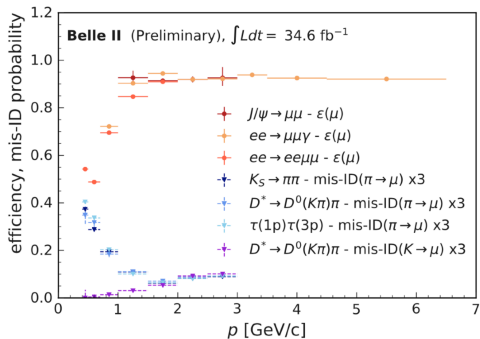 Belle II (Preliminary), ∫Ldt = 34.6 fb⁻¹
efficiency, mis-ID probability
1.2
1.0
0.8
0.6
0.4
0.2
0.0
J/ψ→μμ - ε(μ)
ee→μμγ - ε(μ)
ee→eeμμ - ε(μ)
K_S→ππ - mis-ID(π→μ) x3
D*→D⁰(Kπ)π - mis-ID(π→μ) x3
τ(1p)τ(3p) - mis-ID(π→μ) x3
D*→D⁰(Kπ)π - mis-ID(K→μ) x3
0 1 2 3 4 5 6 7
p [GeV/c]